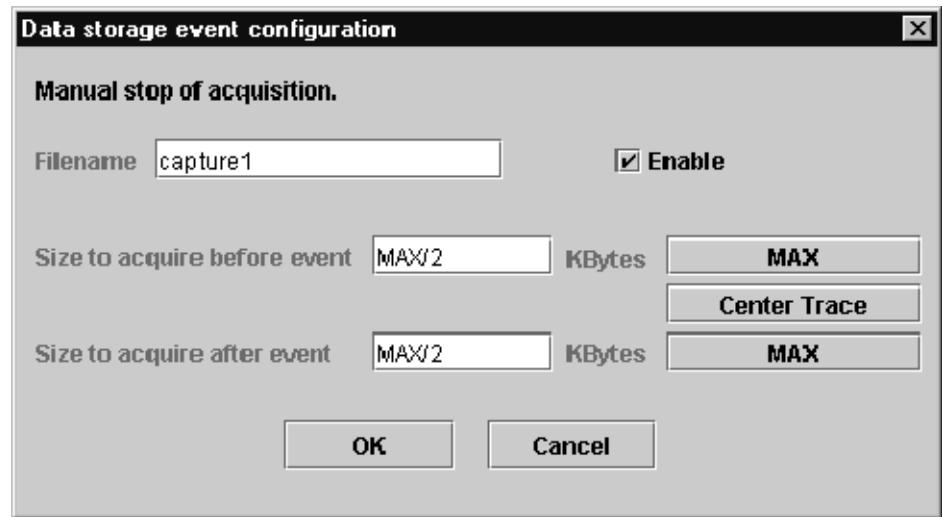 Data storage event configuration
Manual stop of acquisition.
Filename capture1 Enable
Size to acquire before event MAX/2 KBytes MAX
Center Trace
Size to acquire after event MAX/2 KBytes MAX
OK Cancel